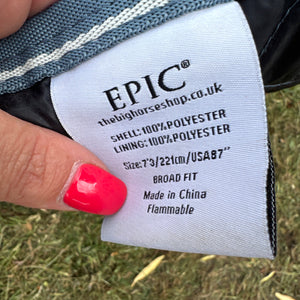 EPIC®
thebighorseshop.co.uk
SHELL: 100% POLYESTER
LINING: 100% POLYESTER
Size: 7'3/221cm/USA87"
BROAD FIT
Made in China
Flammable